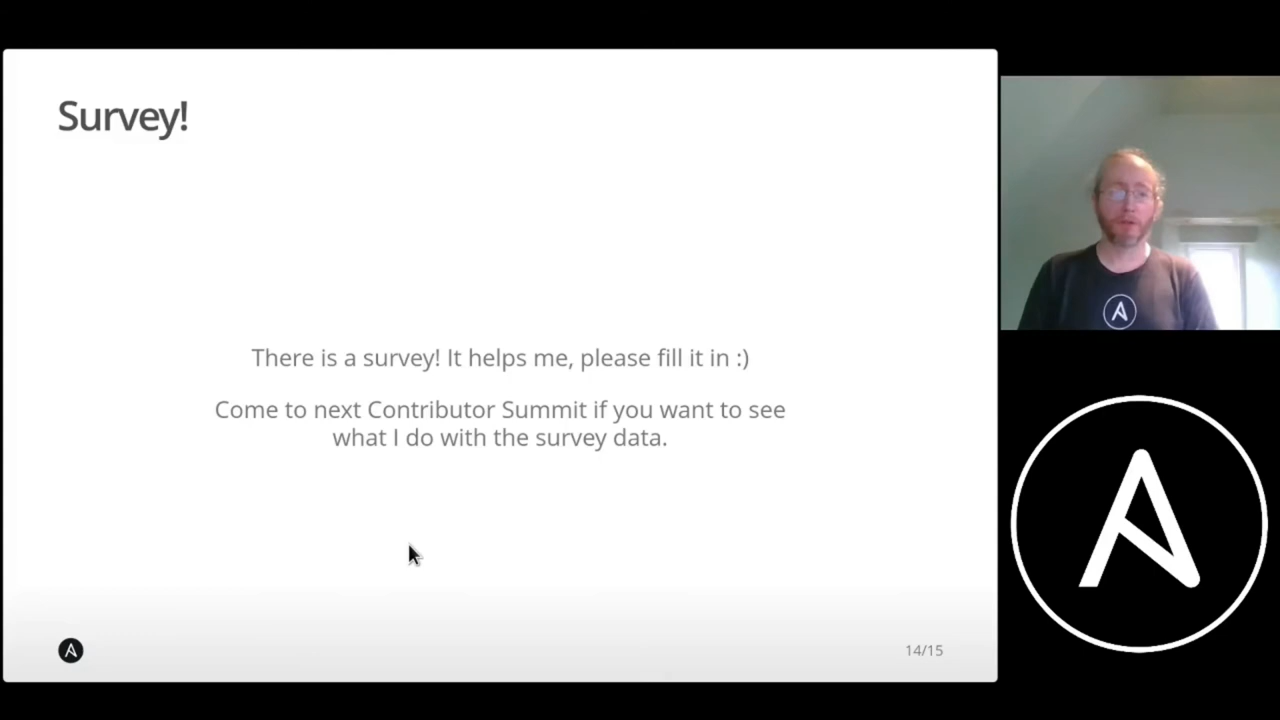 Survey!
There is a survey! It helps me, please fill it in :)
Come to next Contributor Summit if you want to see
what I do with the survey data.
14/15